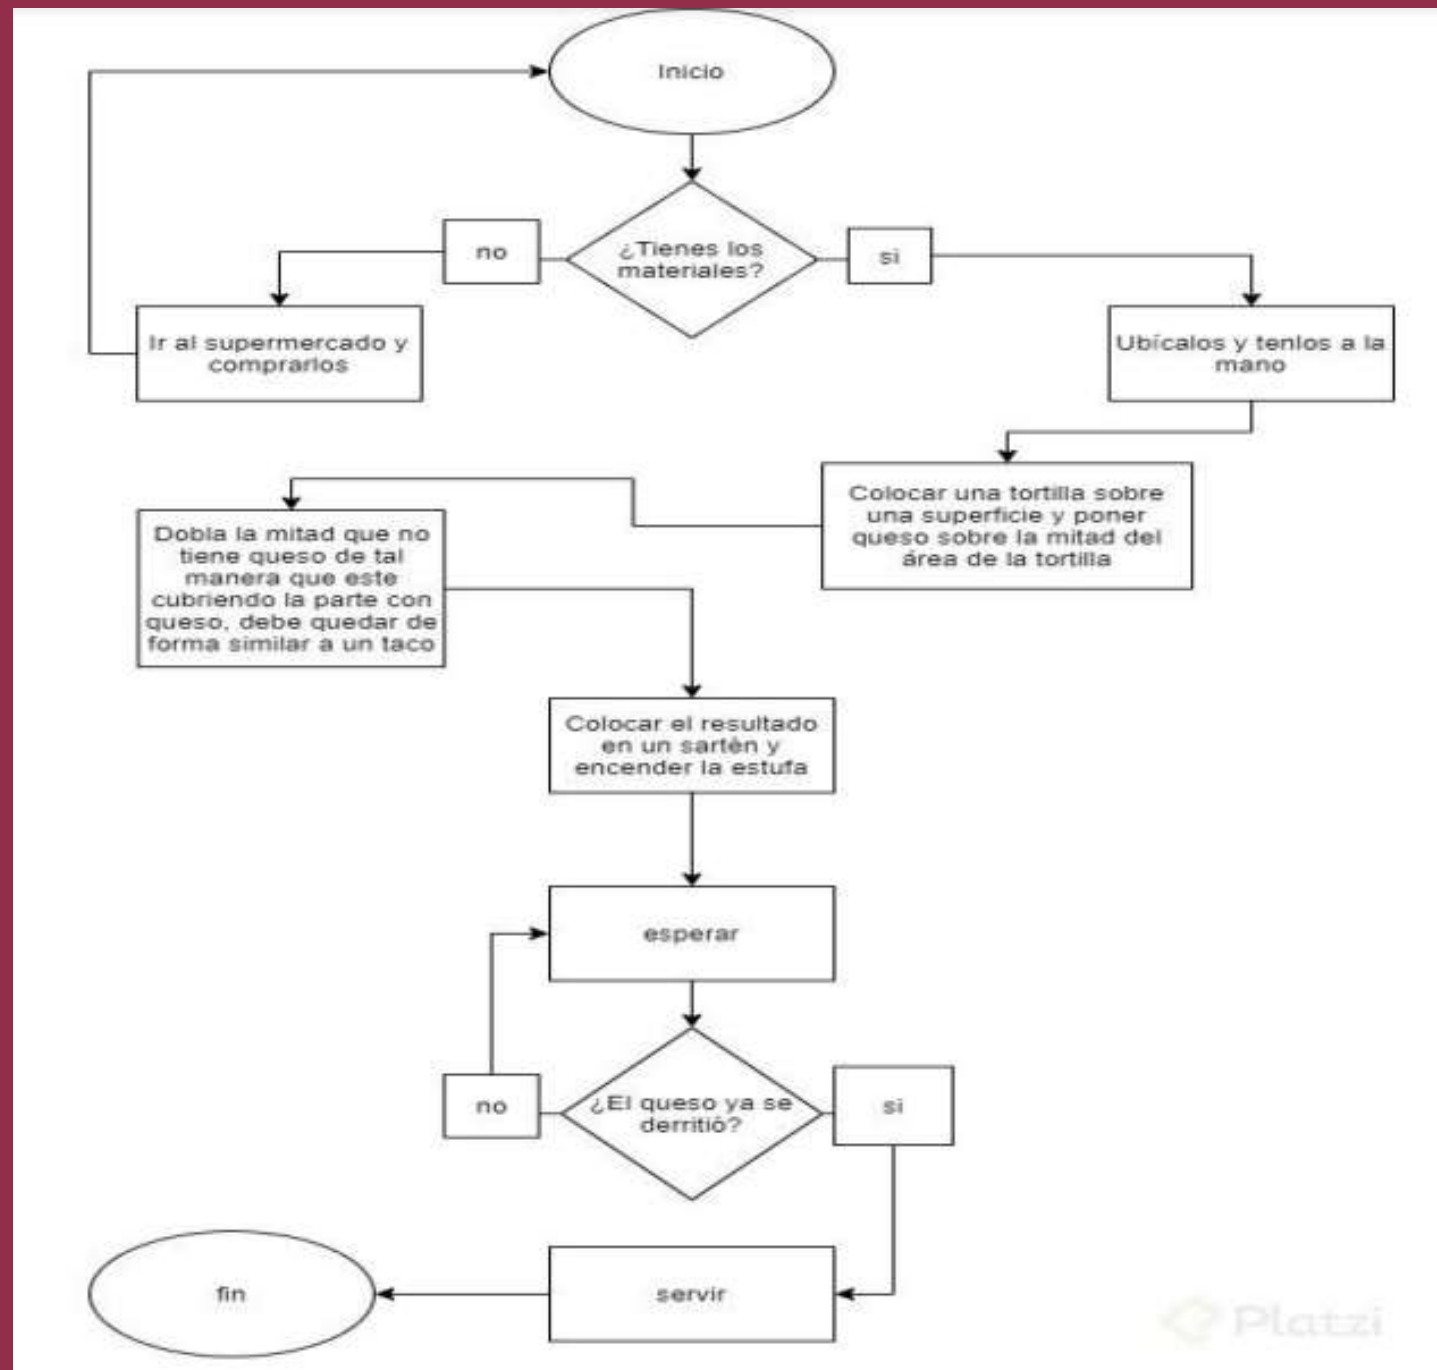 Inicio
¿Tienes los
materiales?
no
si
Ir al supermercado y
comprarlos
Ubícalos y tenlos a la
mano
Colocar una tortilla sobre
una superficie y poner
queso sobre la mitad del
área de la tortilla
Dobla la mitad que no
tiene queso de tal
manera que este
cubriendo la parte con
queso, debe quedar de
forma similar a un taco
Colocar el resultado
en un sartén y
encender la estufa
esperar
¿El queso ya se
derritió?
no
si
servir
fin
Platzi